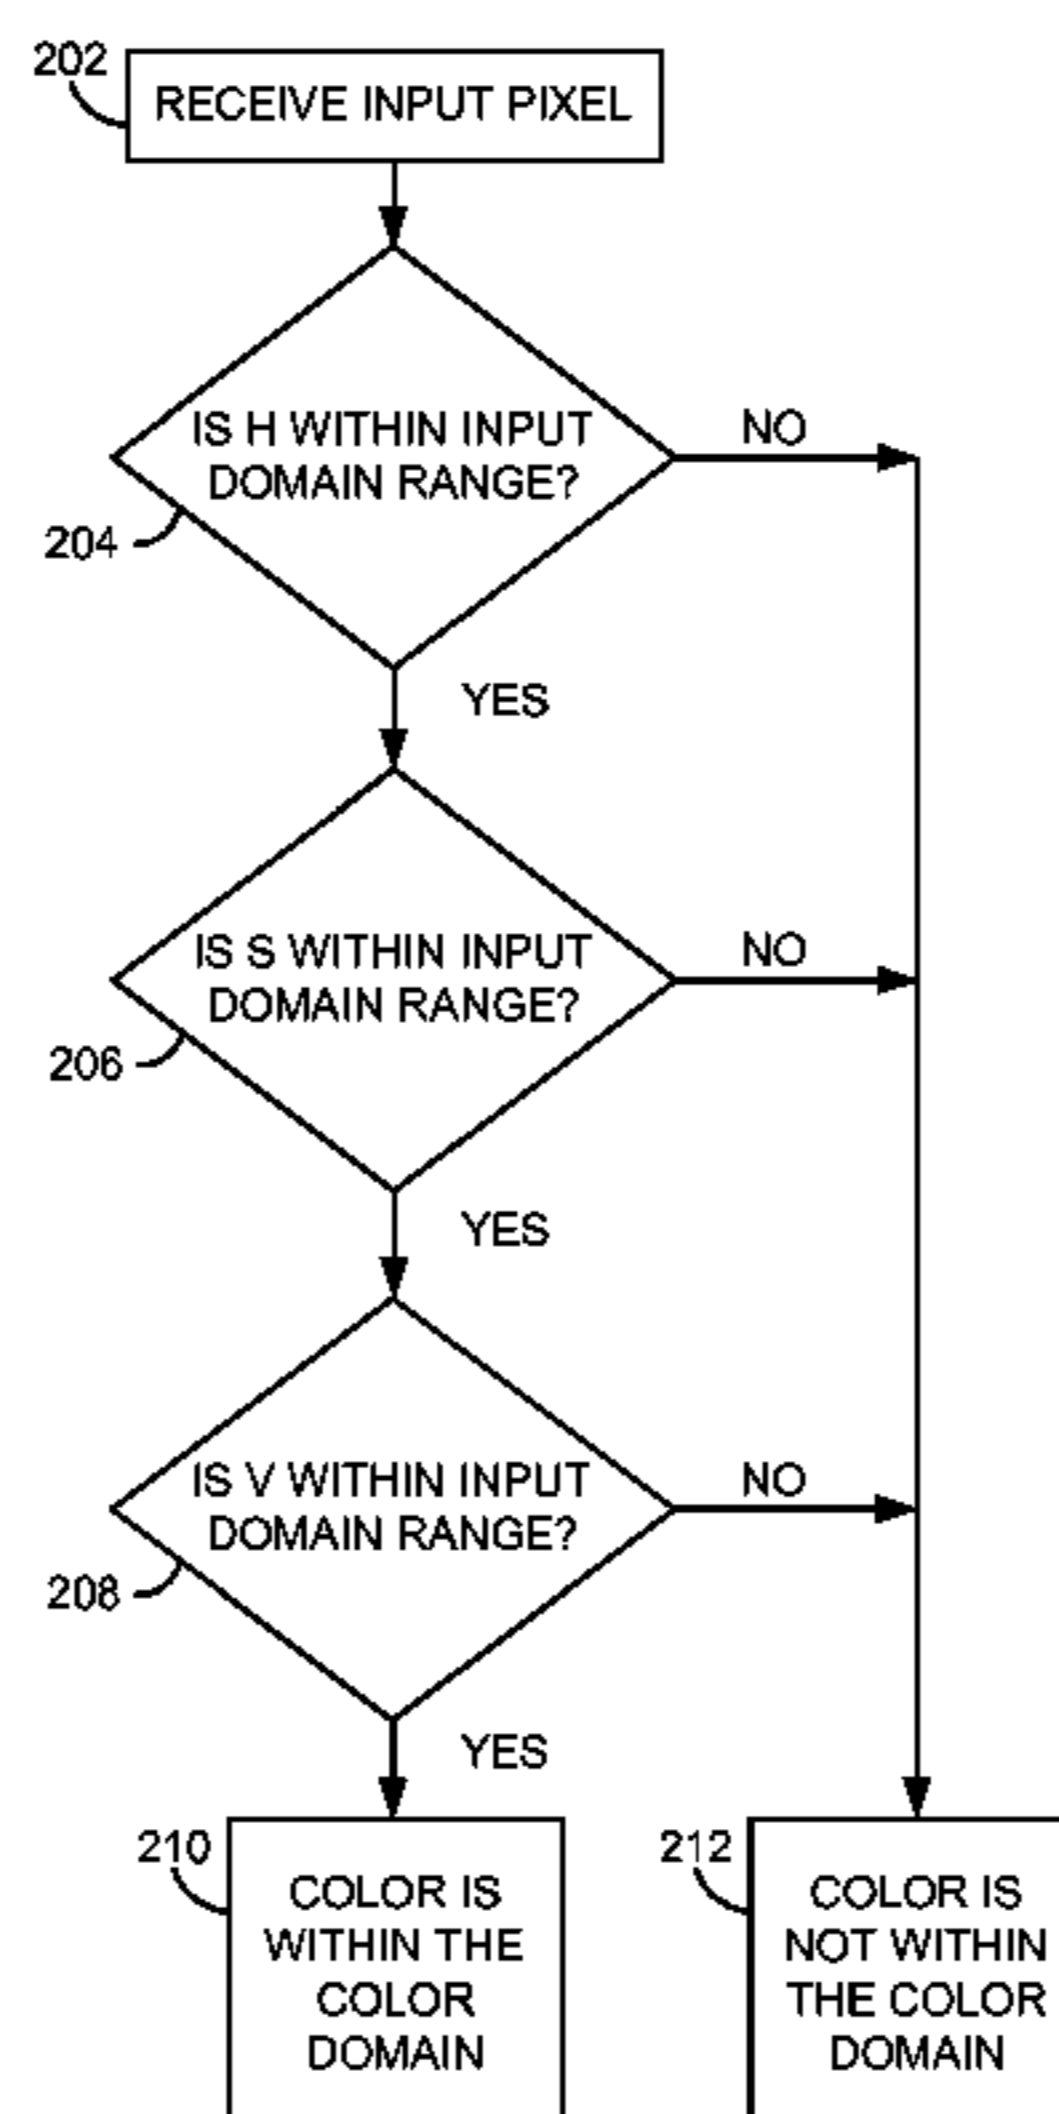 202
RECEIVE INPUT PIXEL
IS H WITHIN INPUT
DOMAIN RANGE?
NO
204
YES
IS S WITHIN INPUT
DOMAIN RANGE?
NO
206
YES
IS V WITHIN INPUT
DOMAIN RANGE?
NO
208
YES
210
COLOR IS
WITHIN THE
COLOR
DOMAIN
212
COLOR IS
NOT WITHIN
THE COLOR
DOMAIN